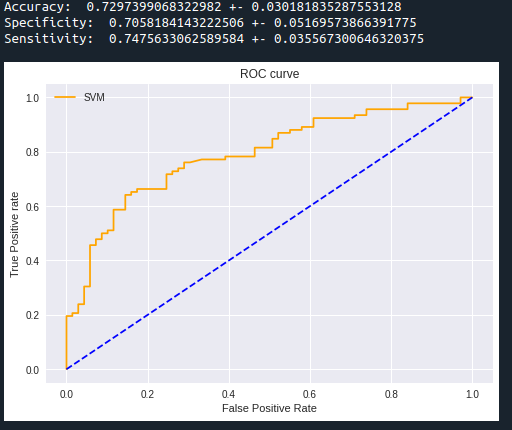 Accuracy:  0.7297399068322982 +- 0.030181835287553128
Specificity:  0.7058184143222506 +- 0.05169573866391775
Sensitivity:  0.7475633062589584 +- 0.035567300646320375
ROC curve
SVM
1.0
0.8
0.6
0.4
0.2
0.0
True Positive rate
0.0 0.2 0.4 0.6 0.8 1.0
False Positive Rate